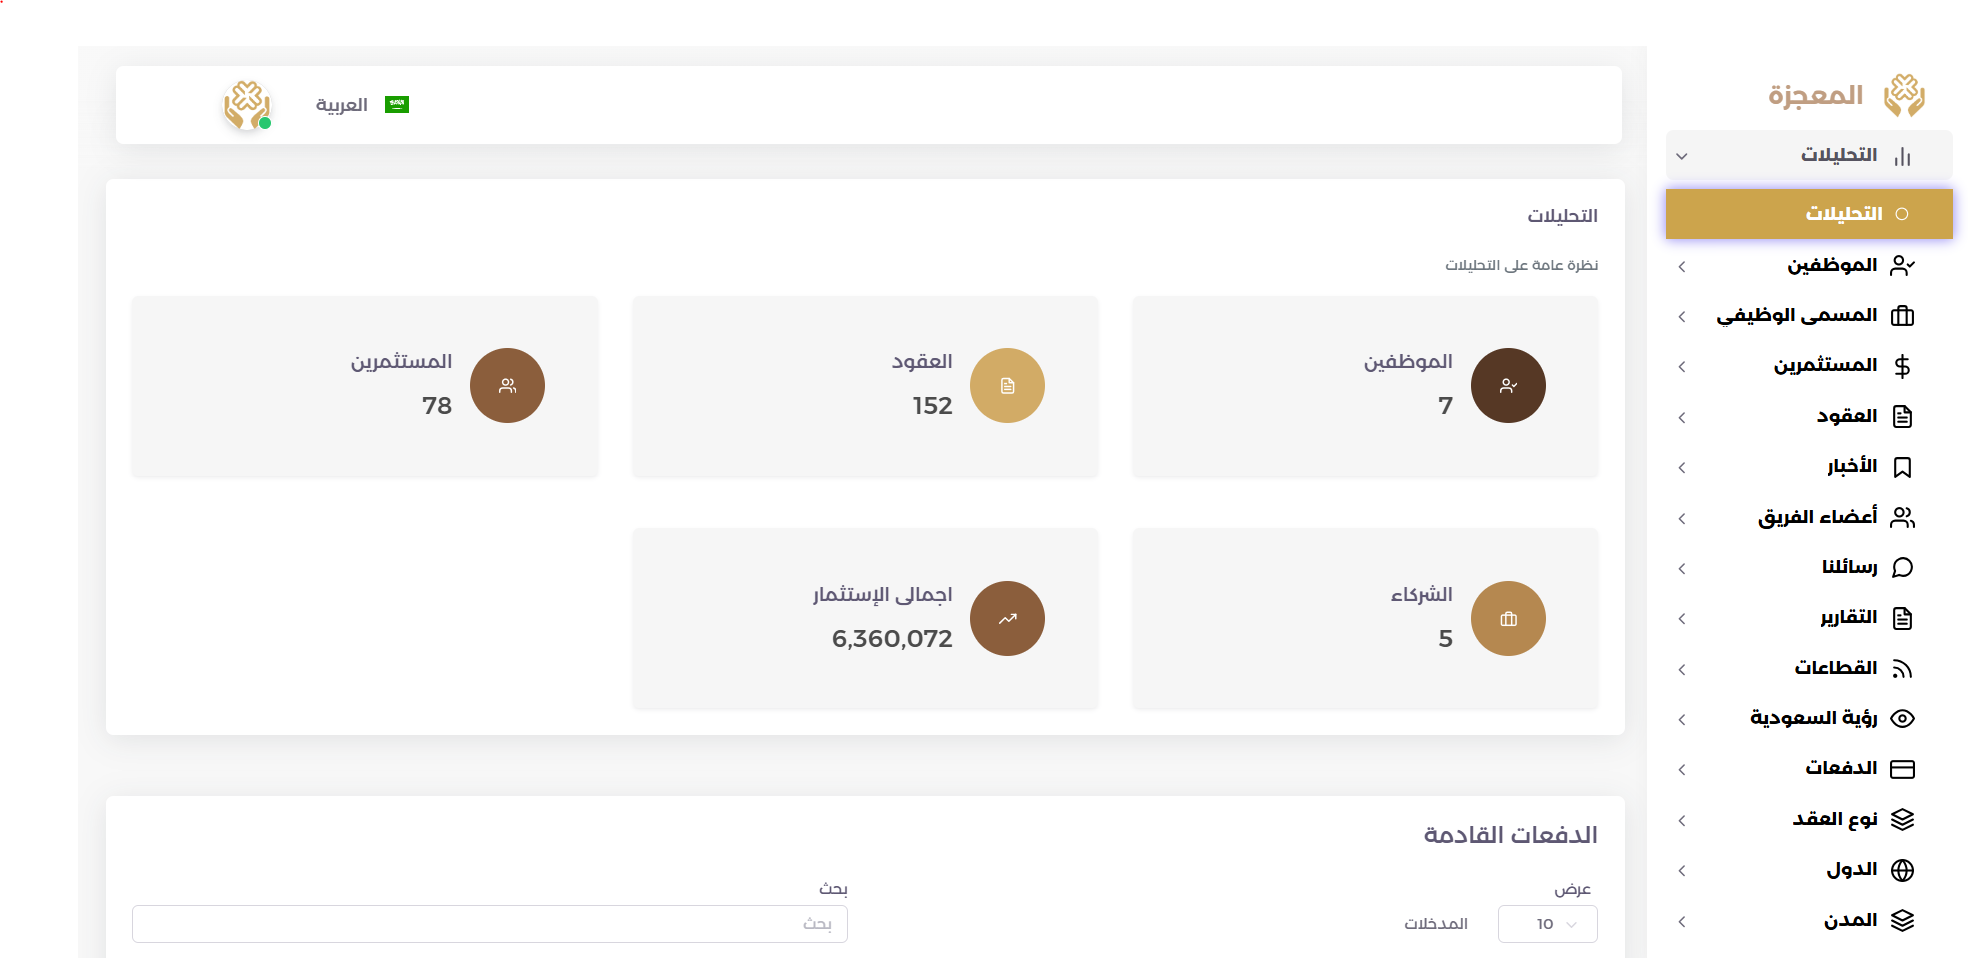 المعجزة
التحليلات
التحليلات
الموظفين
المسمى الوظيفي
المستثمرين
العقود
الأخبار
أعضاء الفريق
رسائلنا
التقارير
القطاعات
رؤية السعودية
الدفعات
نوع العقد
الدول
المدن
العربية
التحليلات
نظرة عامة على التحليلات
الموظفين
7
العقود
152
المستثمرين
78
الشركاء
5
اجمالى الإستثمار
6,360,072
الدفعات القادمة
عرض
10
المدخلات
بحث
بحث